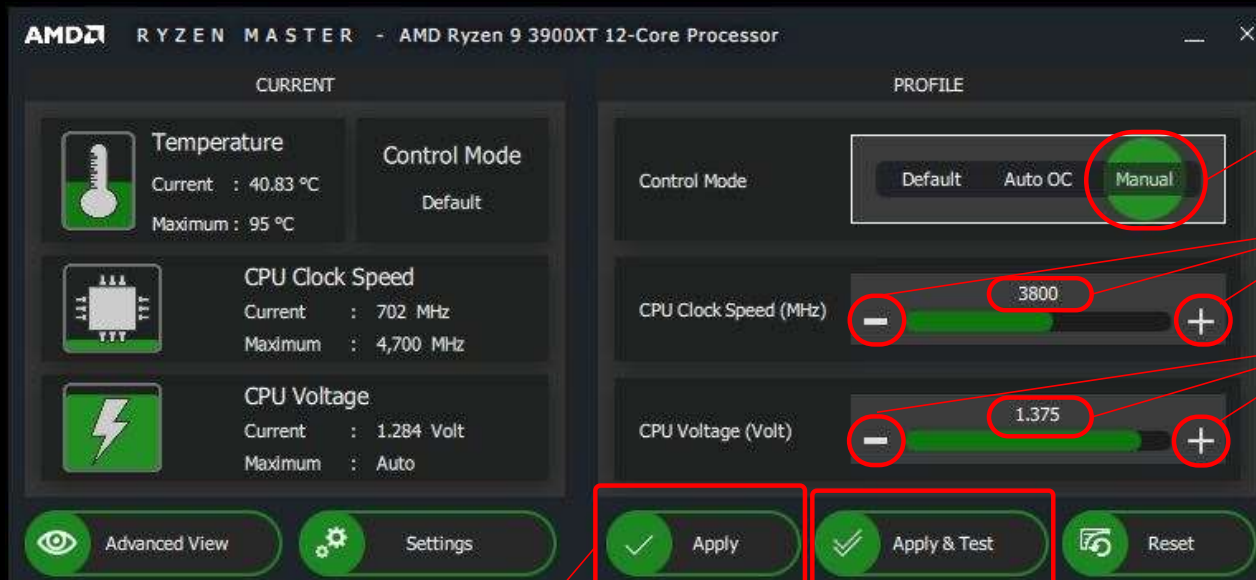 AMD RYZEN MASTER - AMD Ryzen 9 3900XT 12-Core Processor
CURRENT
Temperature
Current : 40.83 ºC
Maximum : 95 ºC
Control Mode
Default
CPU Clock Speed
Current : 702 MHz
Maximum : 4,700 MHz
CPU Voltage
Current : 1.284 Volt
Maximum : Auto
PROFILE
Control Mode
Default Auto OC Manual
CPU Clock Speed (MHz)
3800
CPU Voltage (Volt)
1.375
Advanced View Settings Apply Apply & Test Reset